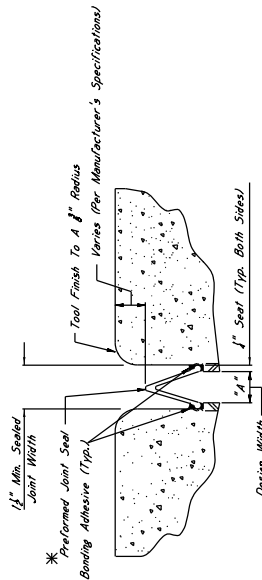 1½" Min. Sealed
Joint Width
* Preformed Joint Seal
Bonding Adhesive (Typ.)
Tool Finish To A ⅜" Radius
Varies (Per Manufacturer's Specifications)
¼" Seat (Typ. Both Sides)
"A"
Design Width